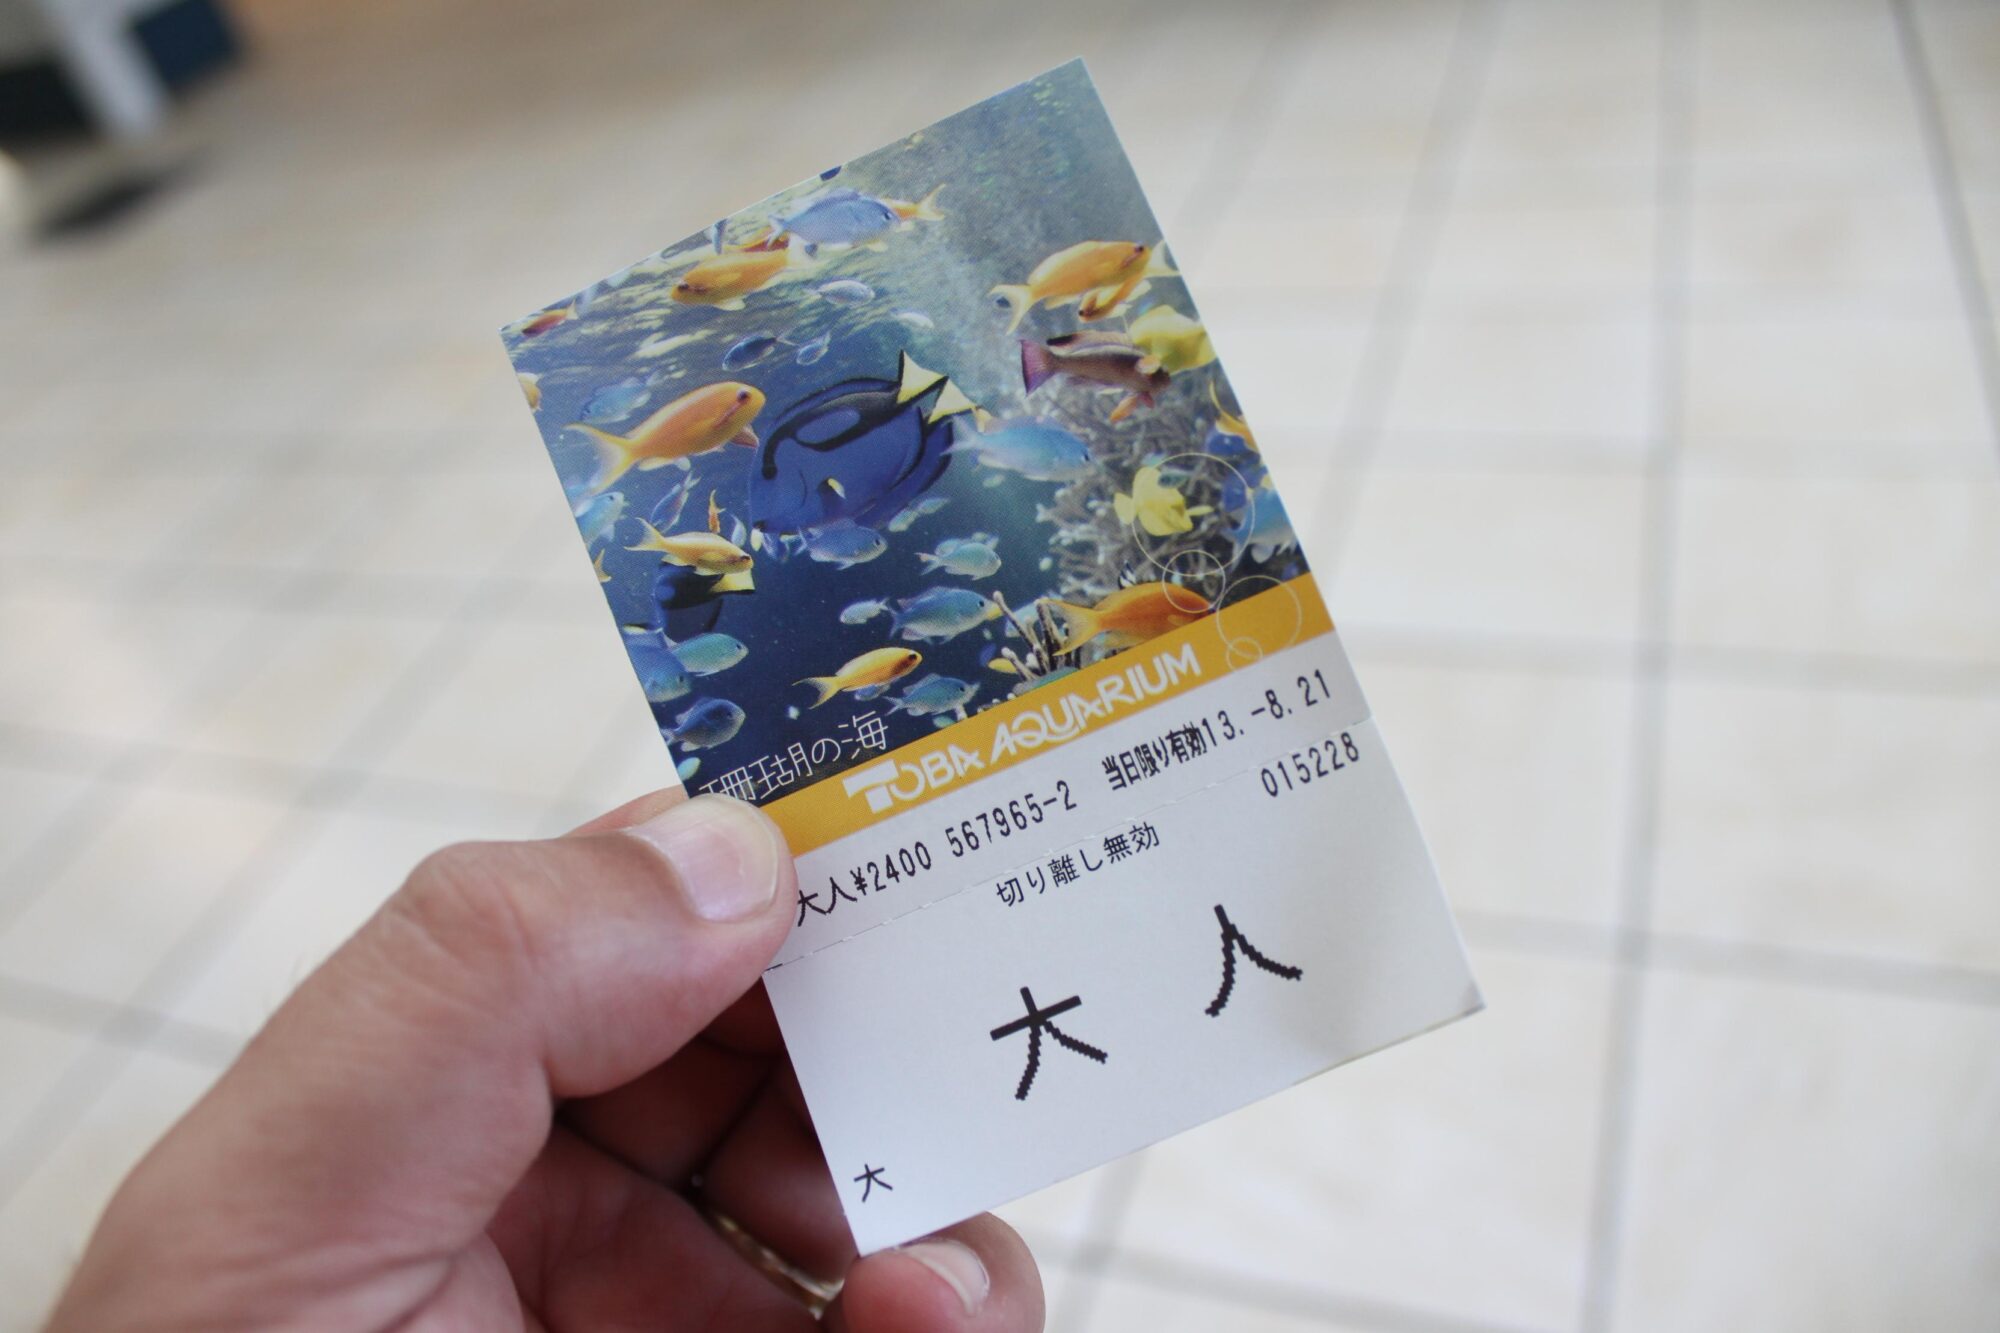 珊瑚の海
TOBA AQUARIUM
大人¥2400 567965-2 当日限り有効13.-8.21
015228
切り離し無効
大人
大